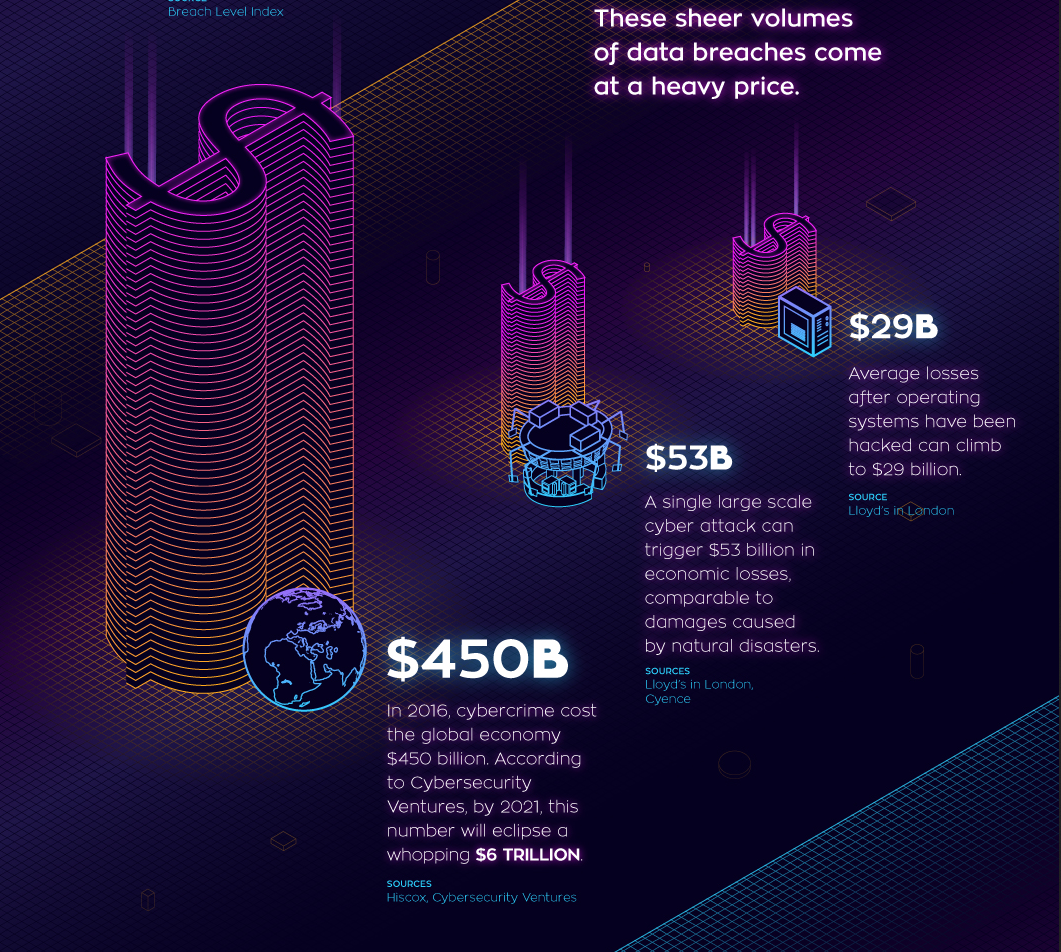 Breach Level Index
These sheer volumes
of data breaches come
at a heavy price.
$29B
Average losses
after operating
systems have been
hacked can climb
to $29 billion.
SOURCE
Lloyd's in London
$53B
A single large scale
cyber attack can
trigger $53 billion in
economic losses,
comparable to
damages caused
by natural disasters.
SOURCES
Lloyd's in London,
Cyence
$450B
In 2016, cybercrime cost
the global economy
$450 billion. According
to Cybersecurity
Ventures, by 2021, this
number will eclipse a
whopping $6 TRILLION.
SOURCES
Hiscox, Cybersecurity Ventures